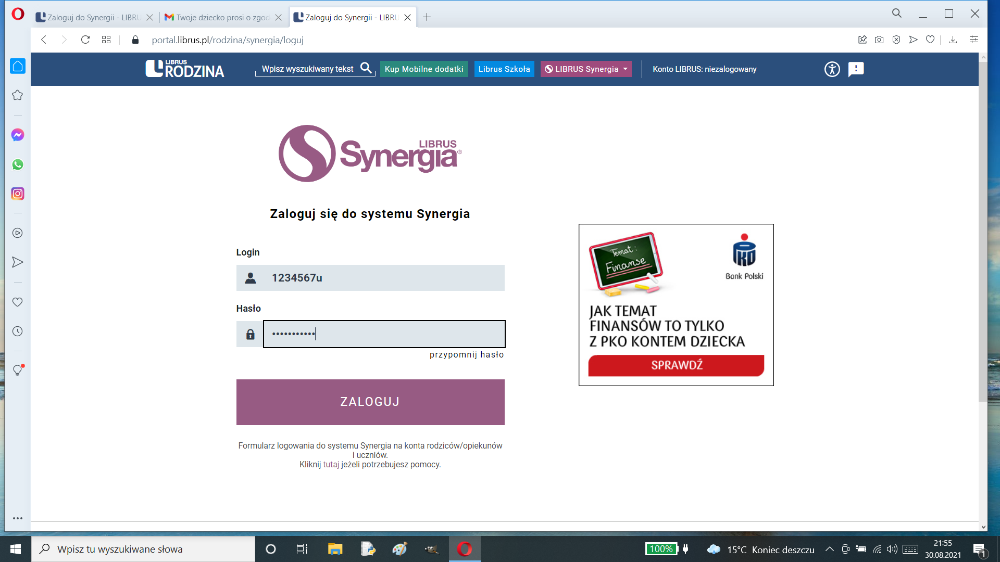 Zaloguj do Synergii - LIBRU
Twoje dziecko prosi o zgod
Zaloguj do Synergii - LIBRU
portal.librus.pl/rodzina/synergia/loguj
LIBRUS
RODZINA
Wpisz wyszukiwany tekst
Kup Mobilne dodatki
Librus Szkoła
LIBRUS Synergia
Konto LIBRUS: niezalogowany
LIBRUS
Synergia®
Zaloguj się do systemu Synergia
Login
1234567u
Hasło
•••••••••••
przypomnij hasło
ZALOGUJ
Formularz logowania do systemu Synergia na konta rodziców/opiekunów
i uczniów.
Kliknij tutaj jeżeli potrzebujesz pomocy.
Temat:
Finanse
PKO
Bank Polski
JAK TEMAT
FINANSÓW TO TYLKO
Z PKO KONTEM DZIECKA
SPRAWDŹ
Wpisz tu wyszukiwane słowa
100%
15°C Koniec deszczu
21:55
30.08.2021
1